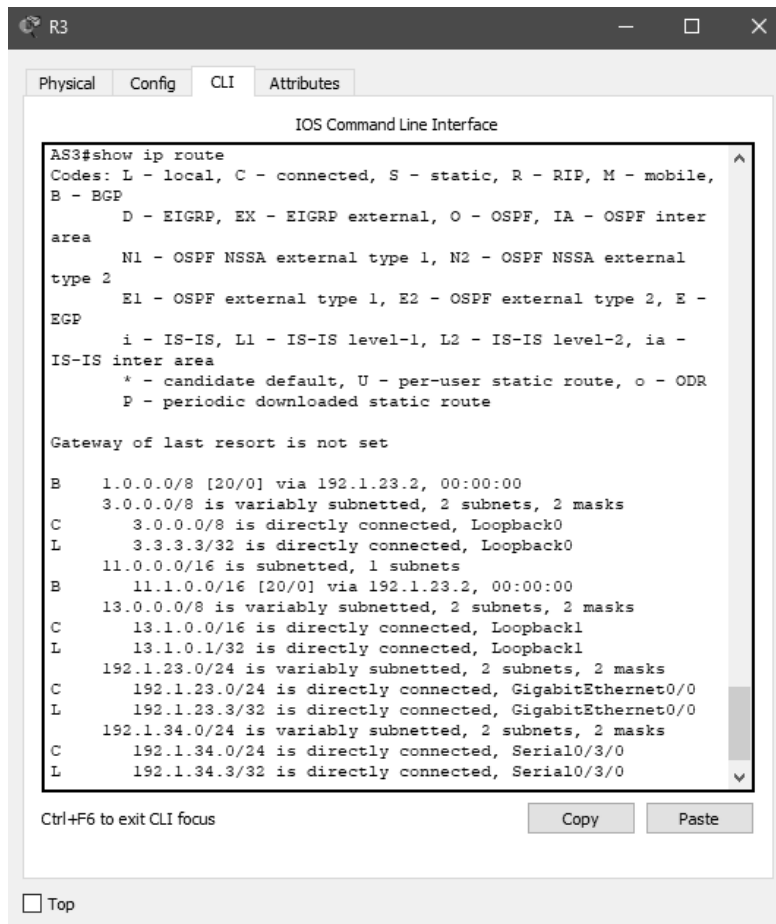 R3
Physical Config CLI Attributes
IOS Command Line Interface
AS3#show ip route
Codes: L - local, C - connected, S - static, R - RIP, M - mobile,
B - BGP
D - EIGRP, EX - EIGRP external, O - OSPF, IA - OSPF inter
area
N1 - OSPF NSSA external type 1, N2 - OSPF NSSA external
type 2
E1 - OSPF external type 1, E2 - OSPF external type 2, E -
EGP
i - IS-IS, L1 - IS-IS level-1, L2 - IS-IS level-2, ia -
IS-IS inter area
* - candidate default, U - per-user static route, o - ODR
P - periodic downloaded static route
Gateway of last resort is not set
B 1.0.0.0/8 [20/0] via 192.1.23.2, 00:00:00
3.0.0.0/8 is variably subnetted, 2 subnets, 2 masks
C 3.0.0.0/8 is directly connected, Loopback0
L 3.3.3.3/32 is directly connected, Loopback0
11.0.0.0/16 is subnetted, 1 subnets
B 11.1.0.0/16 [20/0] via 192.1.23.2, 00:00:00
13.0.0.0/8 is variably subnetted, 2 subnets, 2 masks
C 13.1.0.0/16 is directly connected, Loopback1
L 13.1.0.1/32 is directly connected, Loopback1
192.1.23.0/24 is variably subnetted, 2 subnets, 2 masks
C 192.1.23.0/24 is directly connected, GigabitEthernet0/0
L 192.1.23.3/32 is directly connected, GigabitEthernet0/0
192.1.34.0/24 is variably subnetted, 2 subnets, 2 masks
C 192.1.34.0/24 is directly connected, Serial0/3/0
L 192.1.34.3/32 is directly connected, Serial0/3/0
Ctrl+F6 to exit CLI focus Copy Paste
Top